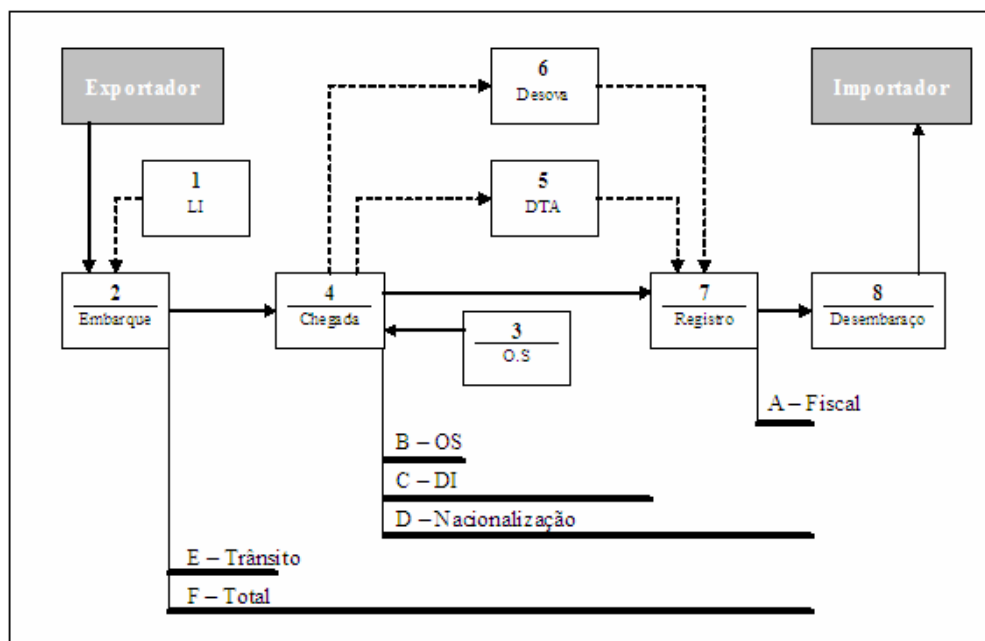 Exportador
6
Desova
Importador
1
LI
5
DTA
2
Embarque
4
Chegada
3
O.S
7
Registro
8
Desembaraço
A – Fiscal
B – OS
C – DI
D – Nacionalização
E – Trânsito
F – Total